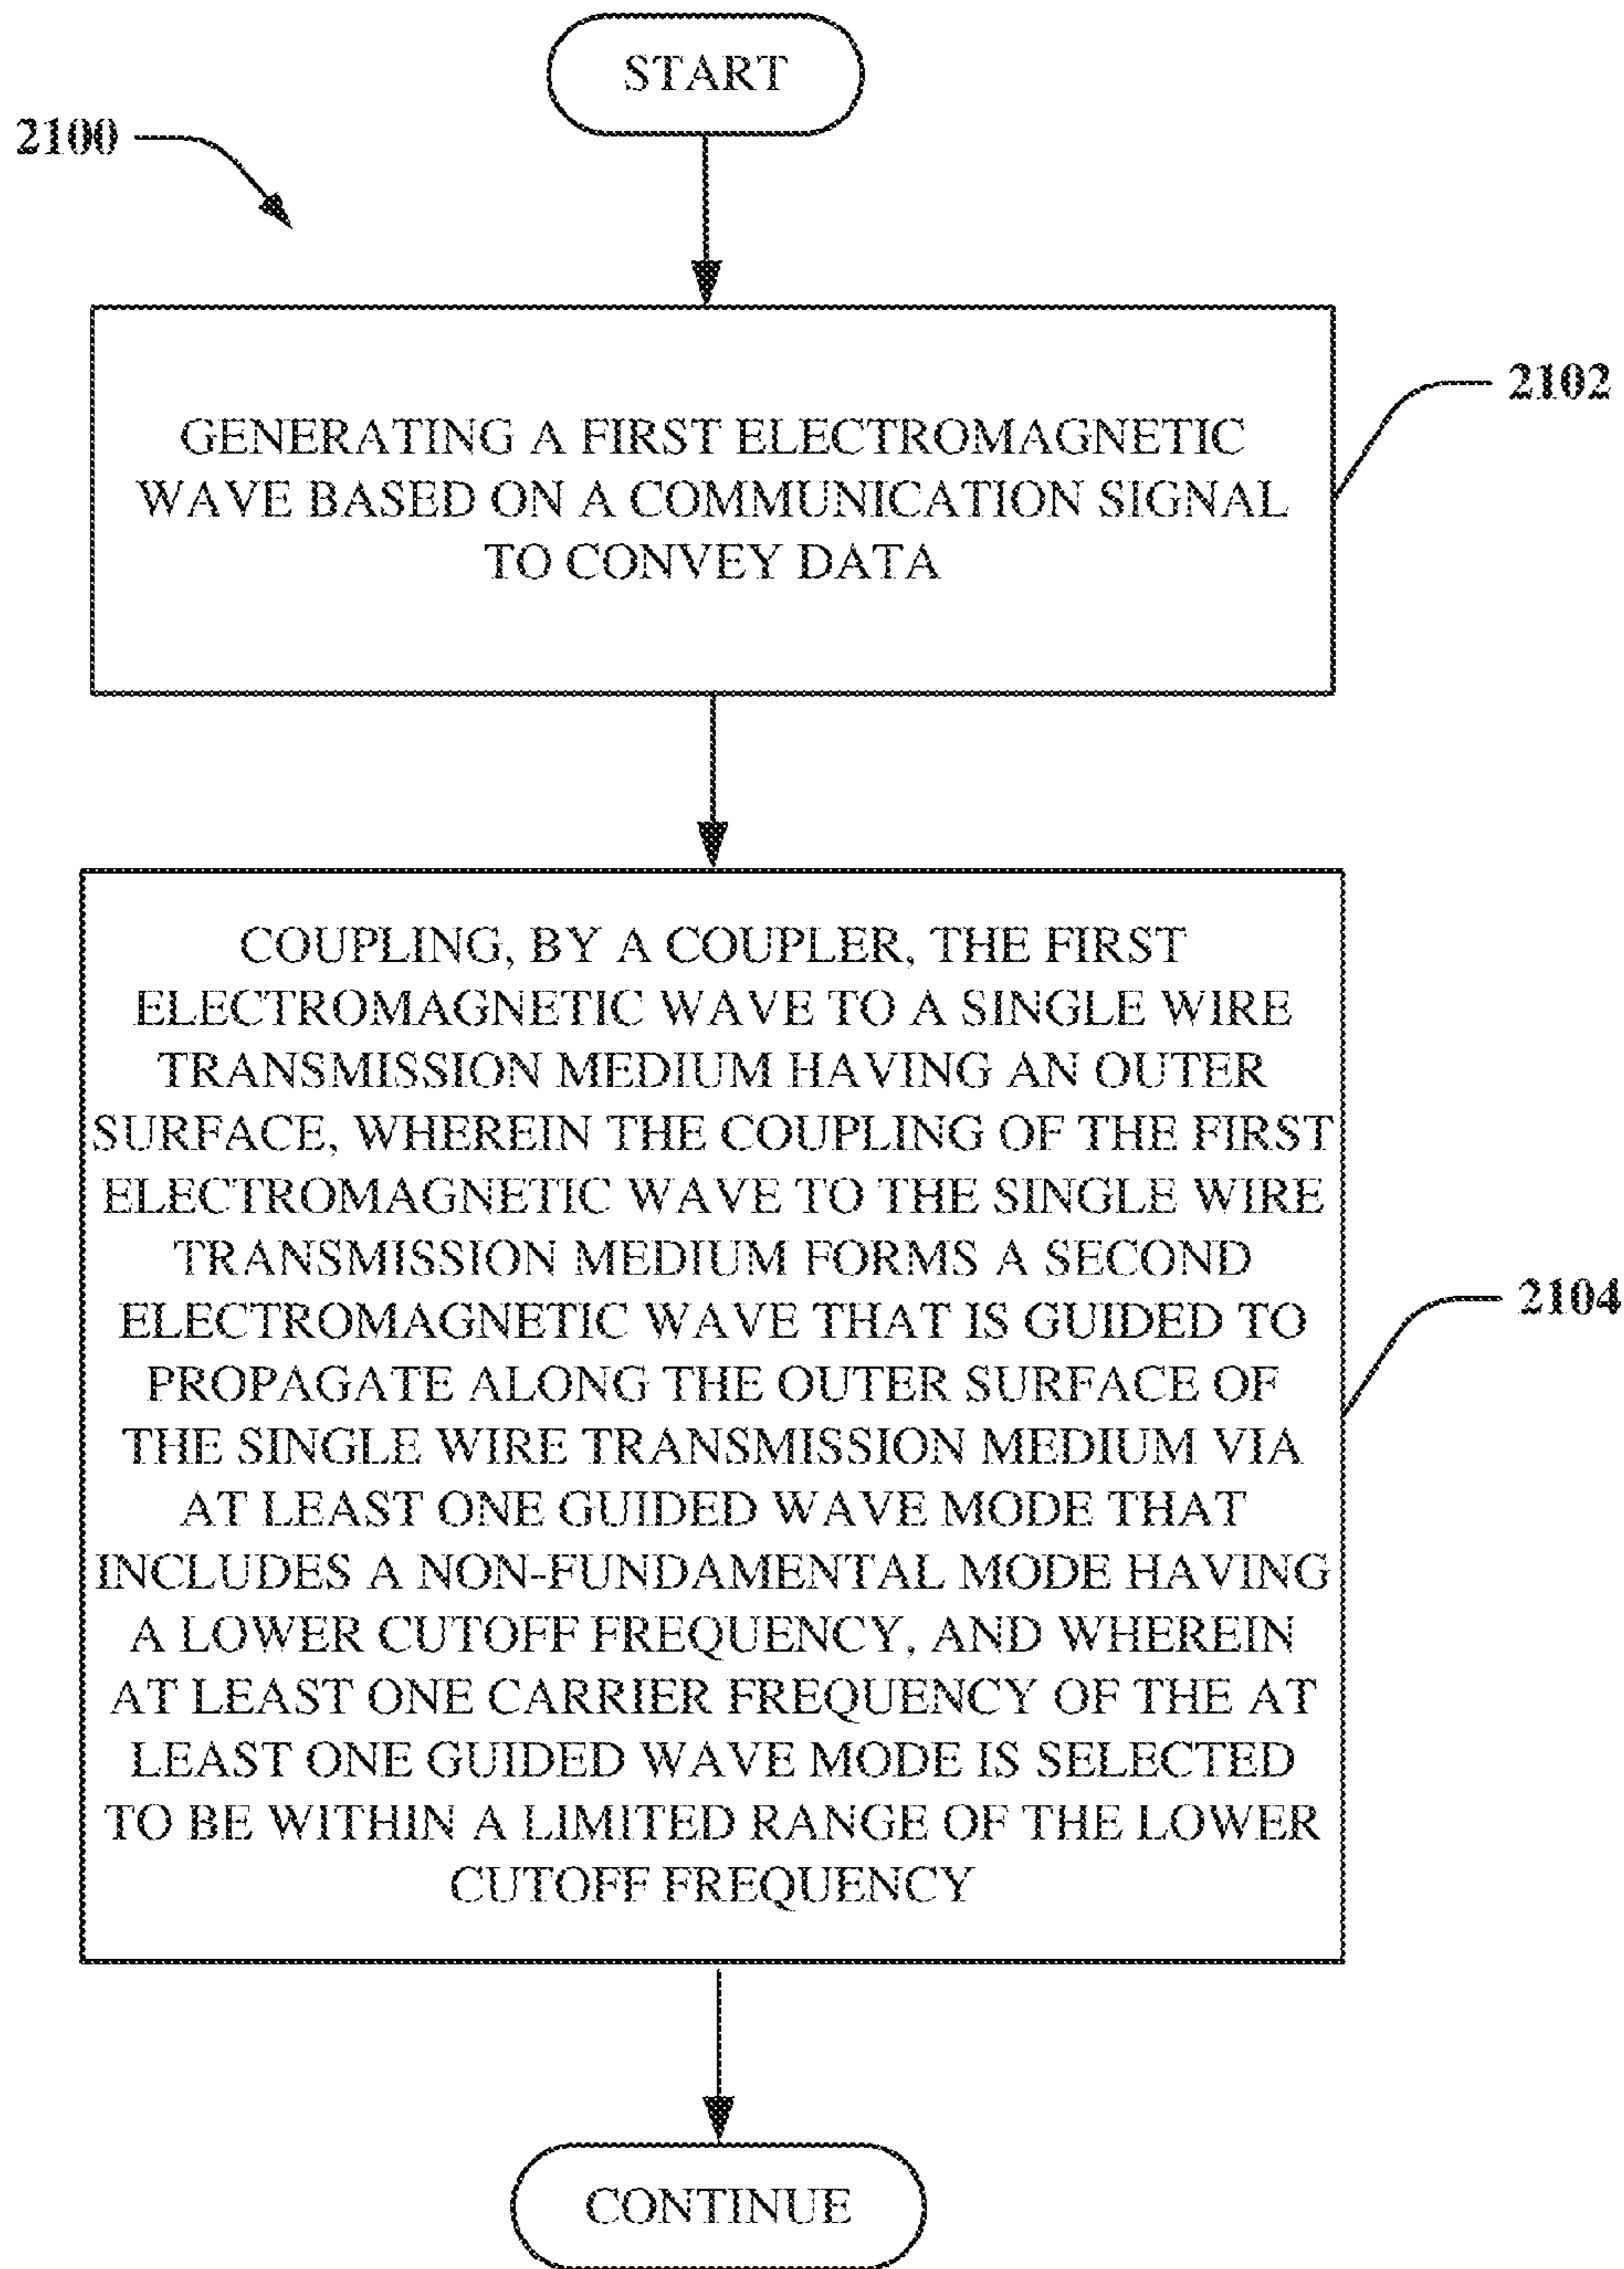 START
2100
2102
GENERATING A FIRST ELECTROMAGNETIC
WAVE BASED ON A COMMUNICATION SIGNAL
TO CONVEY DATA
COUPLING, BY A COUPLER, THE FIRST
ELECTROMAGNETIC WAVE TO A SINGLE WIRE
TRANSMISSION MEDIUM HAVING AN OUTER
SURFACE, WHEREIN THE COUPLING OF THE FIRST
ELECTROMAGNETIC WAVE TO THE SINGLE WIRE
TRANSMISSION MEDIUM FORMS A SECOND
ELECTROMAGNETIC WAVE THAT IS GUIDED TO
PROPAGATE ALONG THE OUTER SURFACE OF
THE SINGLE WIRE TRANSMISSION MEDIUM VIA
AT LEAST ONE GUIDED WAVE MODE THAT
INCLUDES A NON-FUNDAMENTAL MODE HAVING
A LOWER CUTOFF FREQUENCY, AND WHEREIN
AT LEAST ONE CARRIER FREQUENCY OF THE AT
LEAST ONE GUIDED WAVE MODE IS SELECTED
TO BE WITHIN A LIMITED RANGE OF THE LOWER
CUTOFF FREQUENCY
2104
CONTINUE